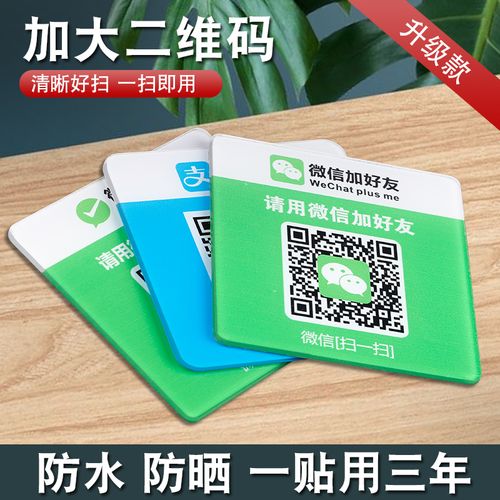 加大二维码
清晰好扫 一扫即用
升级款
支
微信加好友
WeChat plus me
请用微信加好友
微信[扫一扫]
请用
防水 防晒 一贴用三年